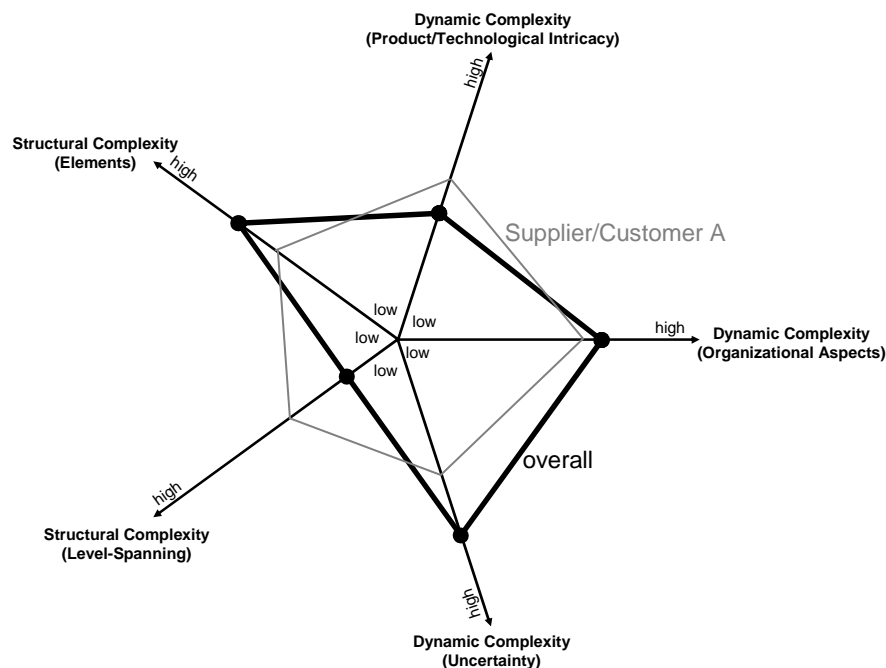 Dynamic Complexity
(Product/Technological Intricacy)
high
Structural Complexity
(Elements)
high
Supplier/Customer A
low
low
low
low
low
high
Dynamic Complexity
(Organizational Aspects)
overall
high
Structural Complexity
(Level-Spanning)
high
Dynamic Complexity
(Uncertainty)